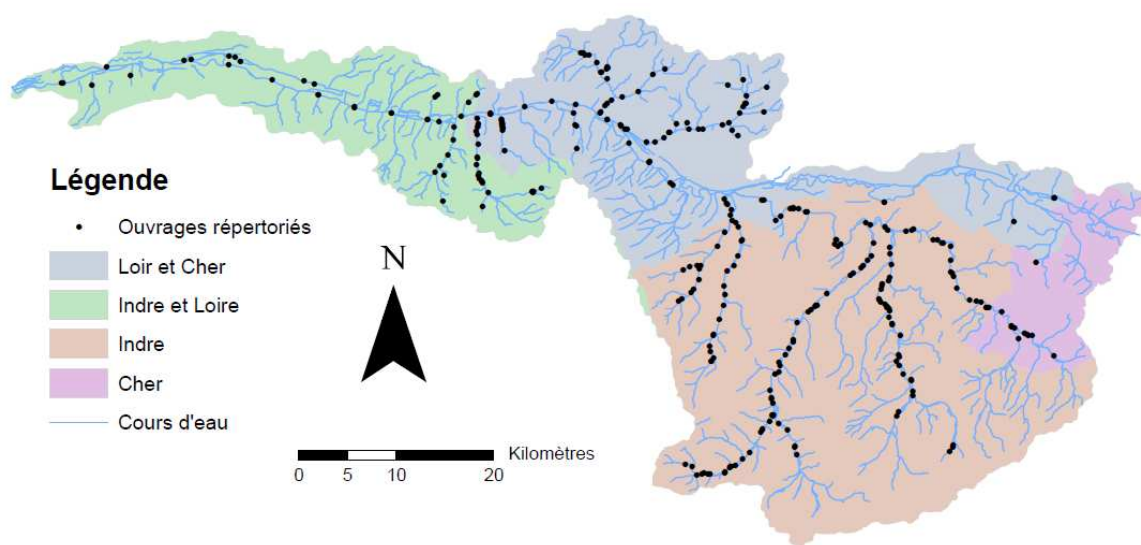 Légende
Ouvrages répertoriés
Loir et Cher
Indre et Loire
Indre
Cher
Cours d'eau
N
Kilomètres
0 5 10 20